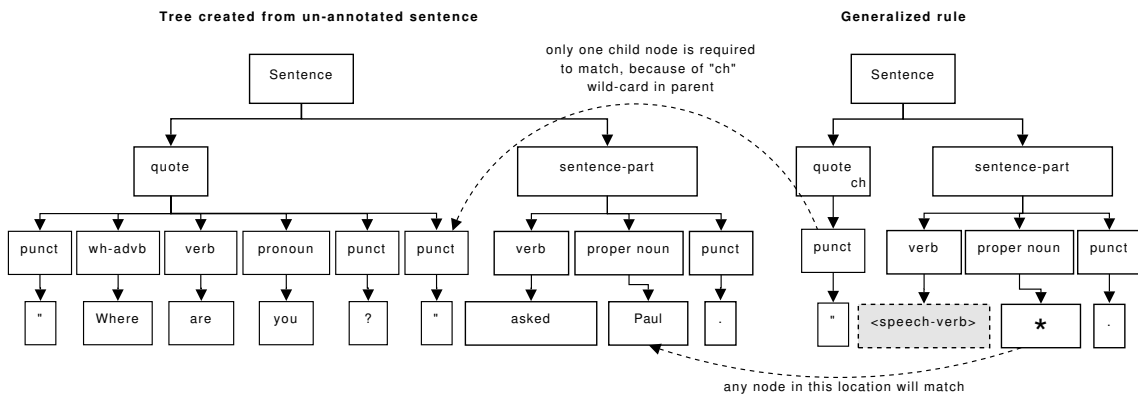 Tree created from un-annotated sentence
Generalized rule
only one child node is required
to match, because of "ch"
wild-card in parent
Sentence
Sentence
quote
sentence-part
quote
ch
sentence-part
punct
wh-advb
verb
pronoun
punct
punct
verb
proper noun
punct
punct
verb
proper noun
punct
"
Where
are
you
?
"
asked
Paul
.
"
<speech-verb>
*
.
any node in this location will match